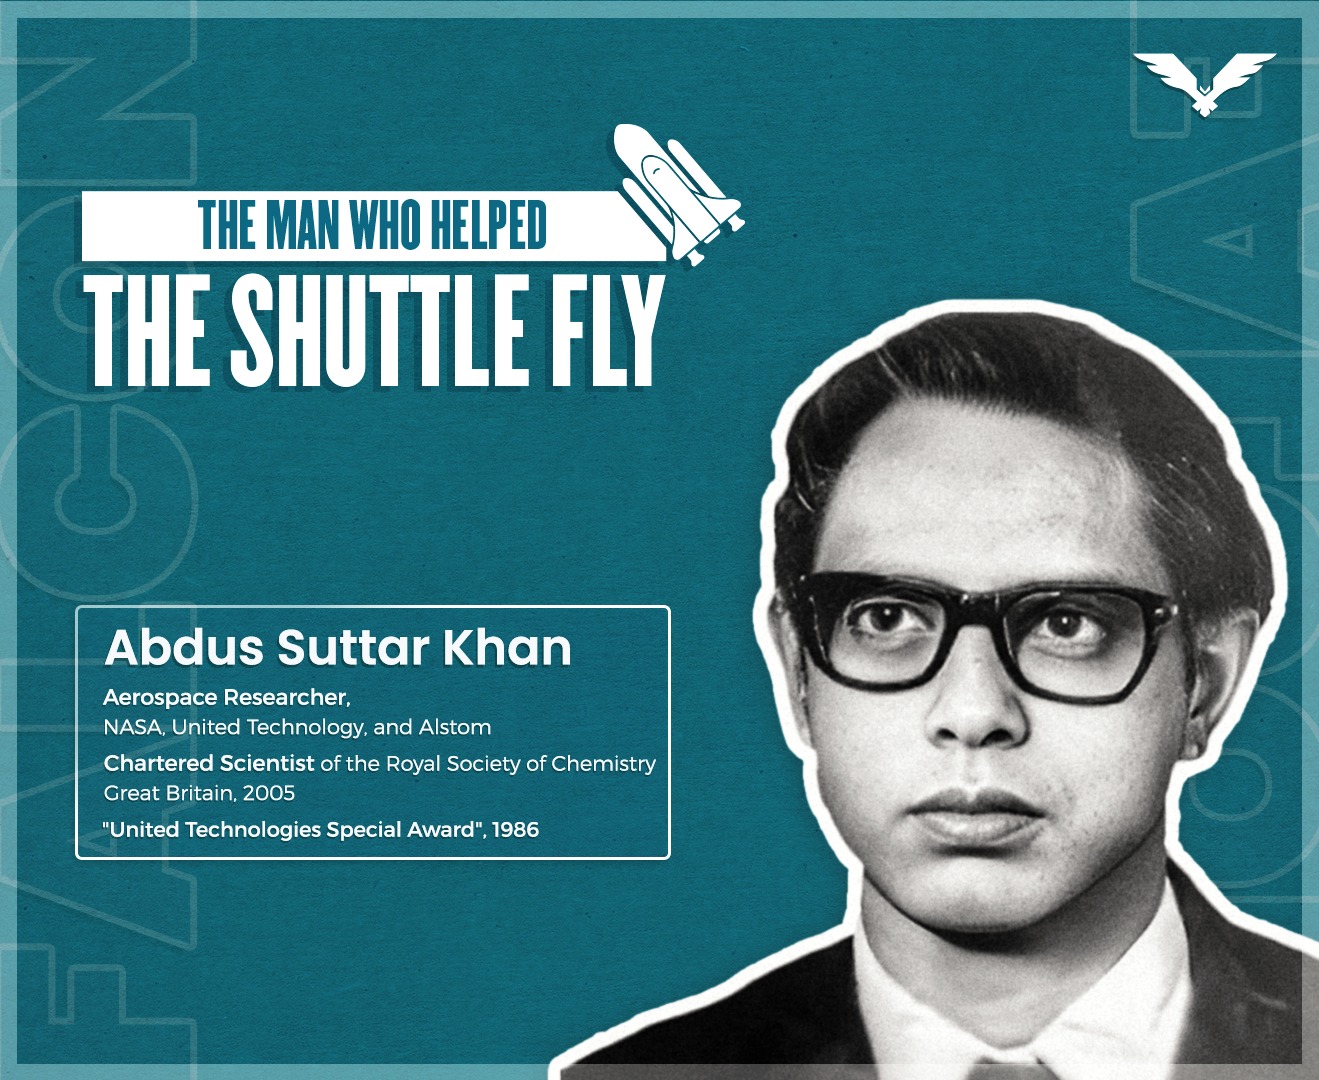 THE MAN WHO HELPED
THE SHUTTLE FLY
Abdus Suttar Khan
Aerospace Researcher,
NASA, United Technology, and Alstom
Chartered Scientist of the Royal Society of Chemistry
Great Britain, 2005
"United Technologies Special Award", 1986